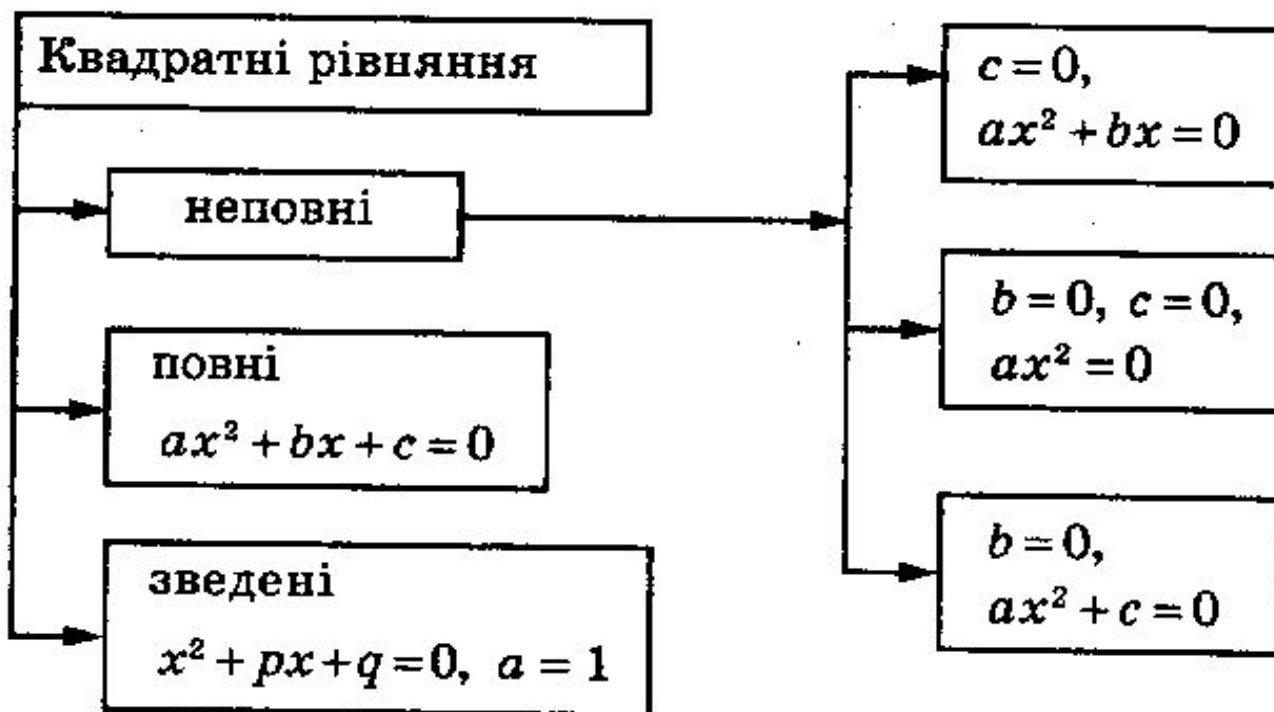 Квадратні рівняння
неповні
повні
ax² + bx + c = 0
зведені
x² + px + q = 0, a = 1
c = 0,
ax² + bx = 0
b = 0, c = 0,
ax² = 0
b = 0,
ax² + c = 0